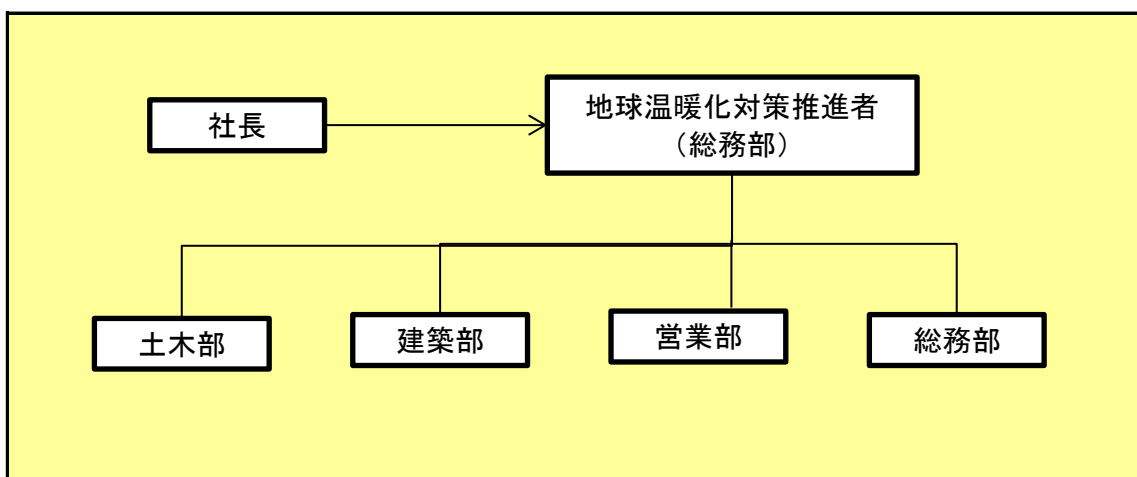 社長
地球温暖化対策推進者
（総務部）
土木部
建築部
営業部
総務部